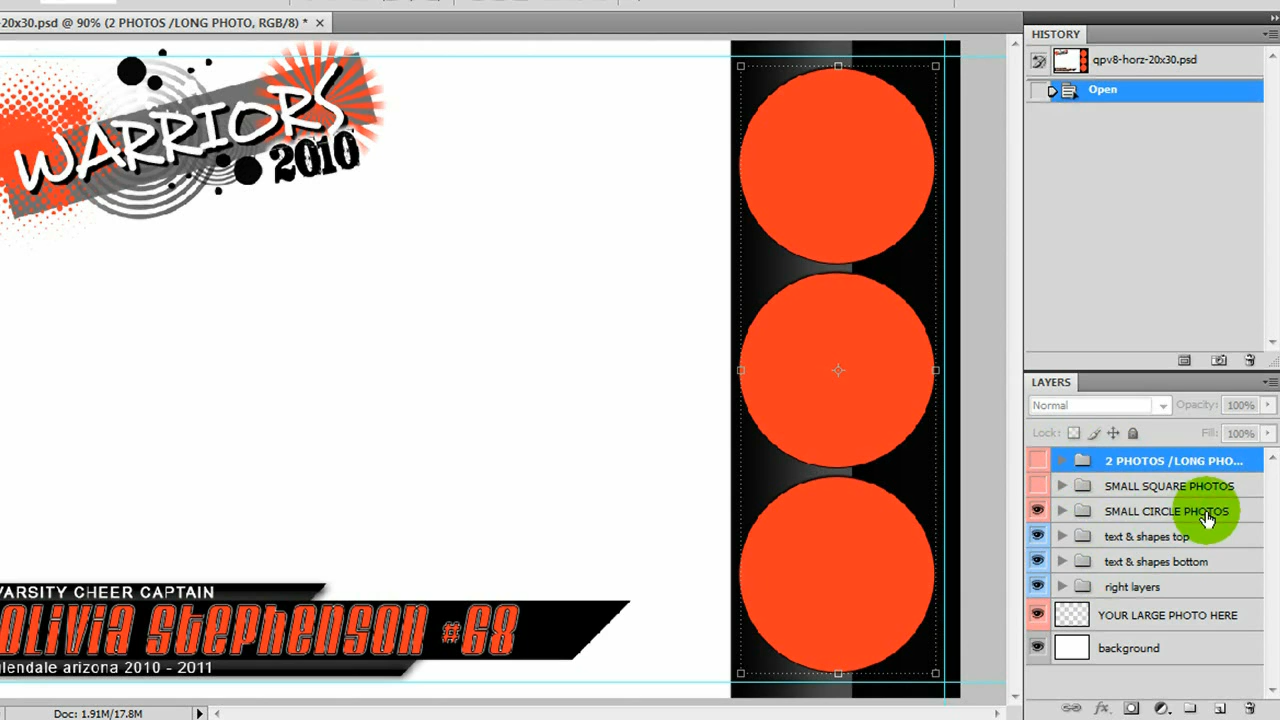 -20x30.psd @ 90% (2 PHOTOS /LONG PHOTO, RGB/8) * ×
WARRIORS
2010
VARSITY CHEER CAPTAIN
Olivia Stephenson #68
glendale arizona 2010 - 2011
Doc: 1.91M/17.8M
HISTORY
qpv8-horz-20x30.psd
Open
LAYERS
Normal
Opacity: 100%
Lock:
Fill: 100%
2 PHOTOS /LONG PHO...
SMALL SQUARE PHOTOS
SMALL CIRCLE PHOTOS
text & shapes top
text & shapes bottom
right layers
YOUR LARGE PHOTO HERE
background
fx